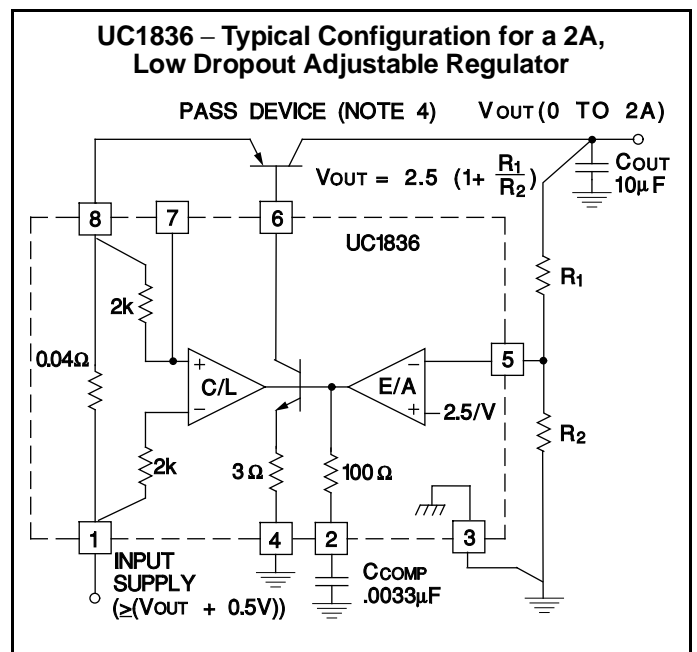 UC1836 – Typical Configuration for a 2A,
Low Dropout Adjustable Regulator
PASS DEVICE (NOTE 4)
VOUT (0 TO 2A)
VOUT = 2.5 (1+ R1/R2)
COUT
10µF
8
7
6
UC1836
2k
R1
0.04Ω
+
C/L
–
E/A
–
+
5
2.5/V
R2
2k
3Ω
100Ω
1
4
2
3
INPUT
SUPPLY
(≥(VOUT + 0.5V))
CCOMP
.0033µF